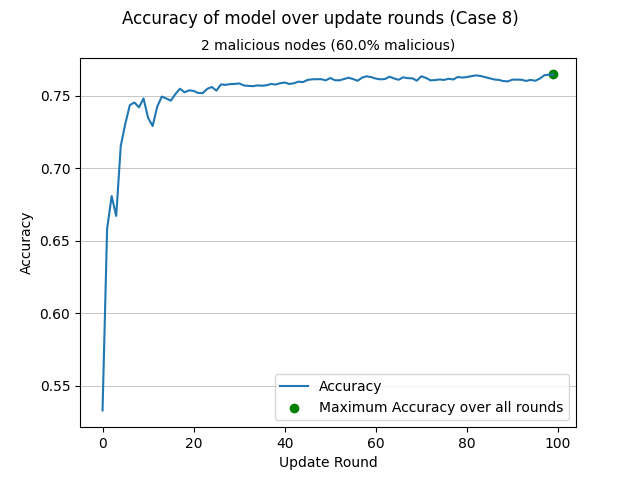 Accuracy of model over update rounds (Case 8)
2 malicious nodes (60.0% malicious)
Accuracy
0.75
0.70
0.65
0.60
0.55
0
20
40
60
80
100
Update Round
Accuracy
Maximum Accuracy over all rounds